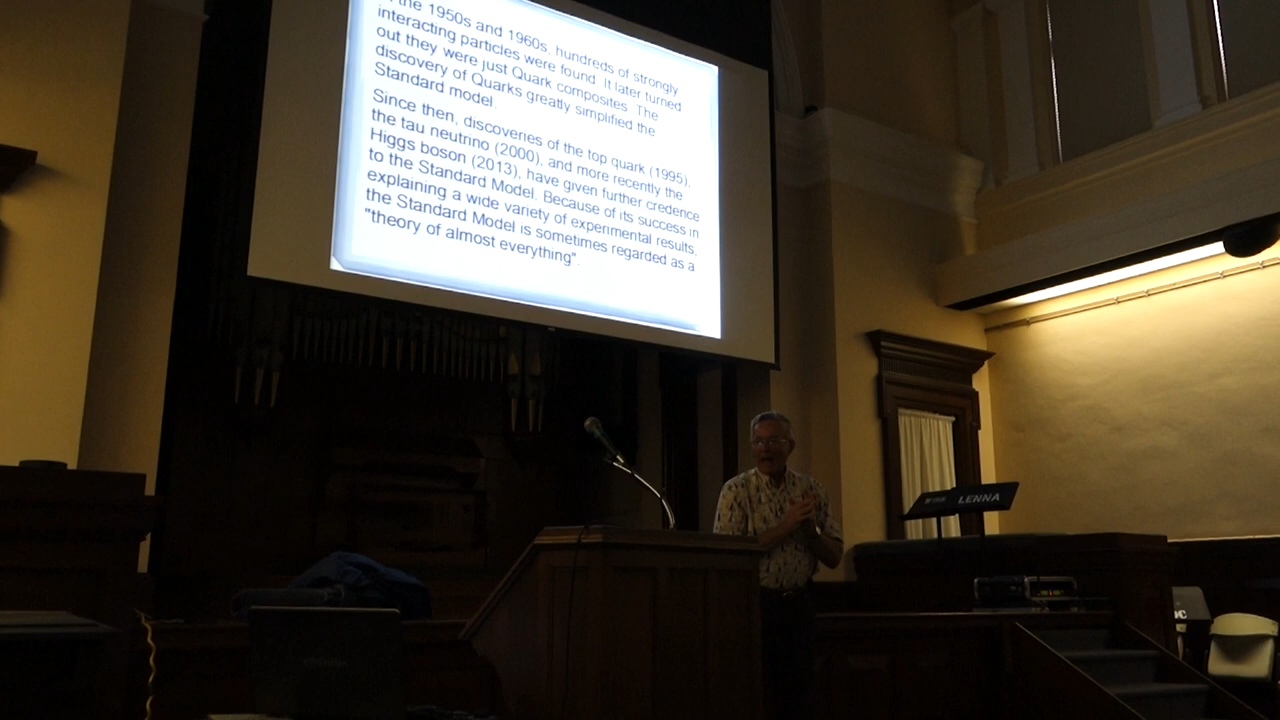 the 1950s and 1960s, hundreds of strongly
interacting particles were found. It later turned
out they were just Quark composites. The
discovery of Quarks greatly simplified the
Standard model.
Since then, discoveries of the top quark (1995),
the tau neutrino (2000), and more recently the
Higgs boson (2013), have given further credence
to the Standard Model. Because of its success in
explaining a wide variety of experimental results,
the Standard Model is sometimes regarded as a
"theory of almost everything".
LENNA